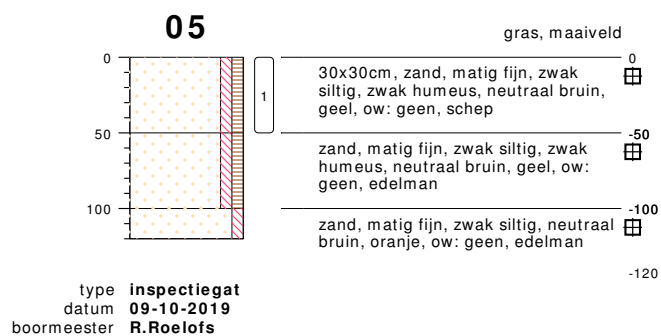 05
gras, maaiveld
0
0
30x30cm, zand, matig fijn, zwak
siltig, zwak humeus, neutraal bruin,
geel, ow: geen, schep
1
50
-50
zand, matig fijn, zwak siltig, zwak
humeus, neutraal bruin, geel, ow:
geen, edelman
100
-100
zand, matig fijn, zwak siltig, neutraal
bruin, oranje, ow: geen, edelman
-120
type inspectiegat
datum 09-10-2019
boormeester R.Roelofs